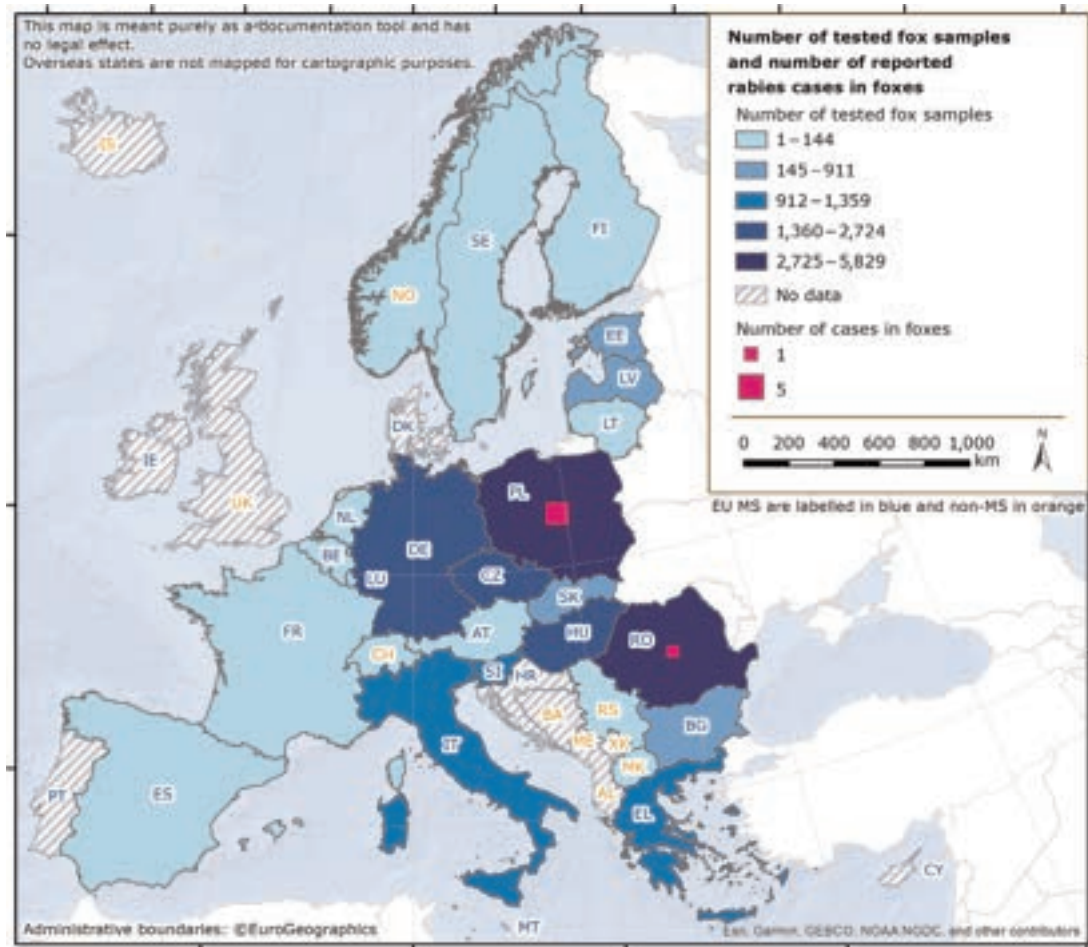 This map is meant purely as a documentation tool and has
no legal effect.
Overseas states are not mapped for cartographic purposes.
Number of tested fox samples
and number of reported
rabies cases in foxes
Number of tested fox samples
1–144
145–911
912–1,359
1,360–2,724
2,725–5,829
No data
Number of cases in foxes
1
5
0 200 400 600 800 1,000
km
N
EU MS are labelled in blue and non-MS in orange
IS
NO
SE
FI
EE
LV
LT
DK
IE
UK
NL
BE
LU
DE
PL
CZ
SK
FR
CH
AT
HU
RO
SI
HR
BA
RS
BG
IT
ME
XK
MK
AL
EL
PT
ES
MT
CY
Administrative boundaries: ©EuroGeographics
Esri, Garmin, GEBCO, NOAA NGDC, and other contributors